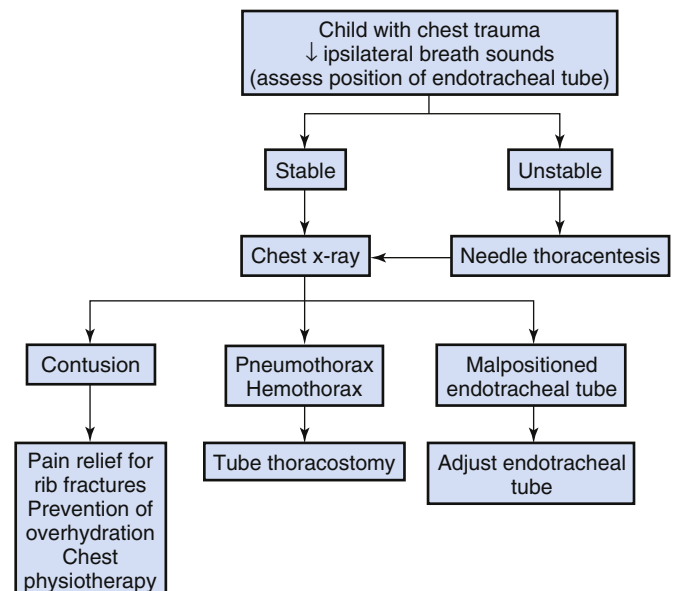 Child with chest trauma
↓ ipsilateral breath sounds
(assess position of endotracheal tube)
Stable
Unstable
Chest x-ray
Needle thoracentesis
Contusion
Pneumothorax
Hemothorax
Malpositioned
endotracheal tube
Pain relief for
rib fractures
Prevention of
overhydration
Chest
physiotherapy
Tube thoracostomy
Adjust endotracheal
tube